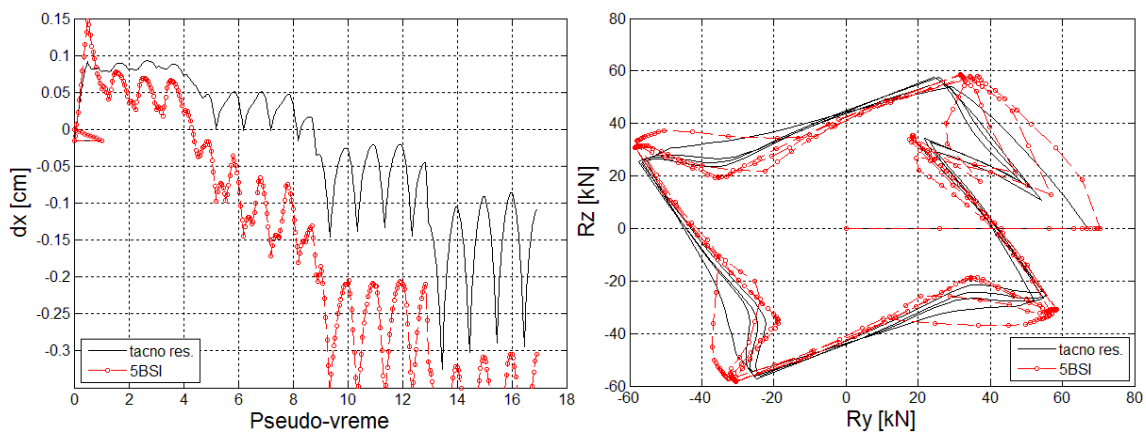 0.15
0.1
0.05
0
-0.05
-0.1
-0.15
-0.2
-0.25
-0.3
dx [cm]
0 2 4 6 8 10 12 14 16 18
Pseudo-vreme
tacno res.
5BSI
80
60
40
20
0
-20
-40
-60
Rz [kN]
-60 -40 -20 0 20 40 60 80
Ry [kN]
tacno res.
5BSI